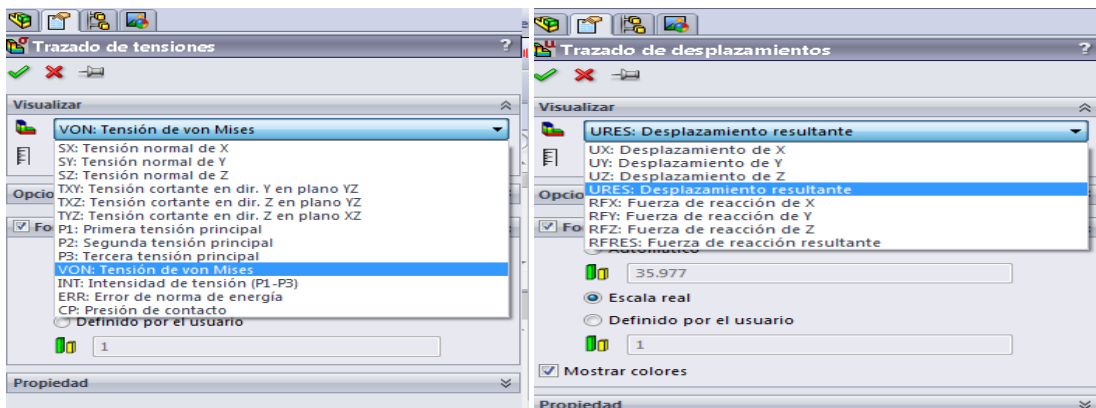 Trazado de tensiones ?
Visualizar
VON: Tensión de von Mises
SX: Tensión normal de X
SY: Tensión normal de Y
SZ: Tensión normal de Z
TXY: Tensión cortante en dir. Y en plano YZ
TXZ: Tensión cortante en dir. Z en plano YZ
TYZ: Tensión cortante en dir. Z en plano XZ
P1: Primera tensión principal
P2: Segunda tensión principal
P3: Tercera tensión principal
VON: Tensión de von Mises
INT: Intensidad de tensión (P1-P3)
ERR: Error de norma de energía
CP: Presión de contacto
Opcio
Fo
Definido por el usuario
1
Propiedad
Trazado de desplazamientos ?
Visualizar
URES: Desplazamiento resultante
UX: Desplazamiento de X
UY: Desplazamiento de Y
UZ: Desplazamiento de Z
URES: Desplazamiento resultante
RFX: Fuerza de reacción de X
RFY: Fuerza de reacción de Y
RFZ: Fuerza de reacción de Z
RFRES: Fuerza de reacción resultante
Opcio
Fo
Automático
35.977
Escala real
Definido por el usuario
1
Mostrar colores
Propiedad